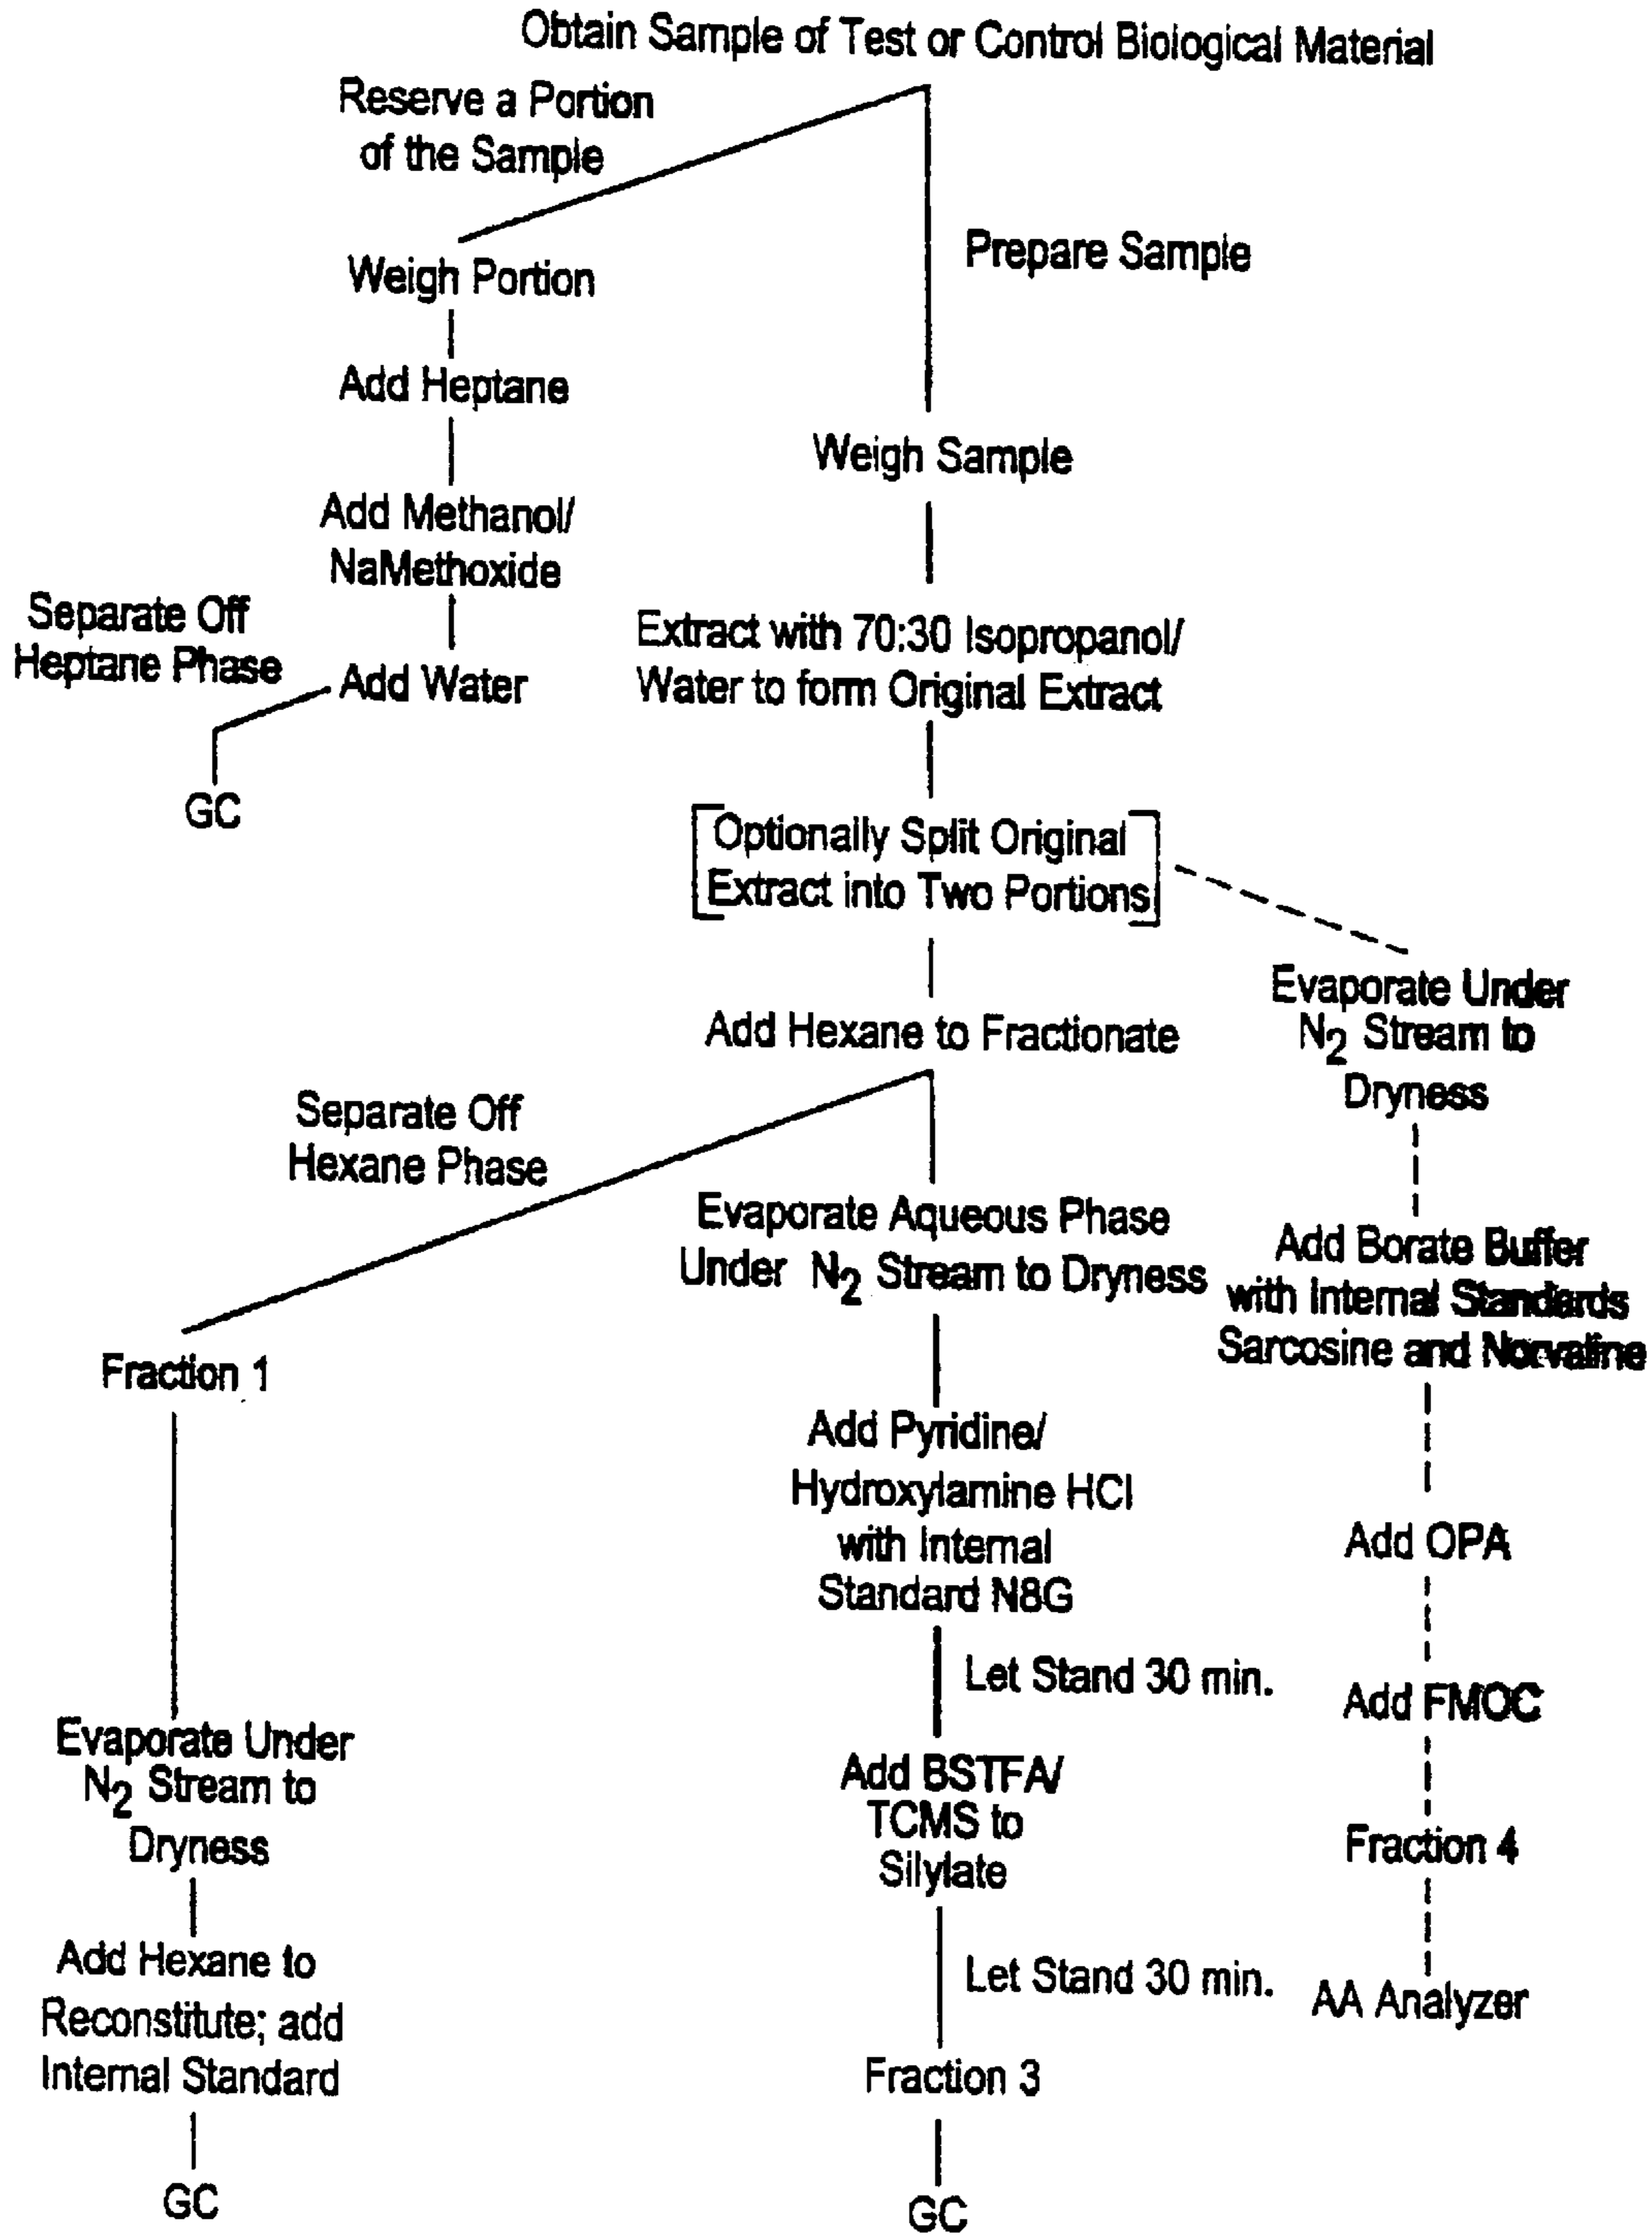 Obtain Sample of Test or Control Biological Material
Reserve a Portion
of the Sample
Prepare Sample
Weigh Portion
Add Heptane
Weigh Sample
Add Methanol/
NaMethoxide
Separate Off
Heptane Phase
Add Water
Extract with 70:30 Isopropanol/
Water to form Original Extract
GC
[Optionally Split Original
Extract into Two Portions]
Evaporate Under
N2 Stream to
Dryness
Add Hexane to Fractionate
Separate Off
Hexane Phase
Evaporate Aqueous Phase
Under N2 Stream to Dryness
Add Borate Buffer
with Internal Standards
Sarcosine and Norvaline
Fraction 1
Add Pyridine/
Hydroxylamine HCl
with Internal
Standard N8G
Add OPA
Let Stand 30 min.
Add FMOC
Evaporate Under
N2 Stream to
Dryness
Add BSTFA/
TCMS to
Silylate
Fraction 4
Add Hexane to
Reconstitute; add
Internal Standard
Let Stand 30 min.
AA Analyzer
Fraction 3
GC
GC